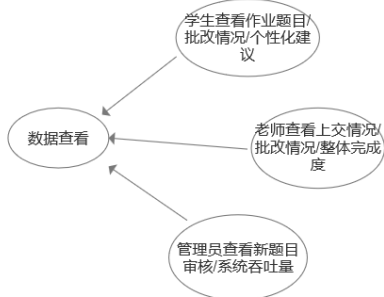 学生查看作业题目/
批改情况/个性化建
议
数据查看
老师查看上交情况/
批改情况/整体完成
度
管理员查看新题目
审核/系统吞吐量